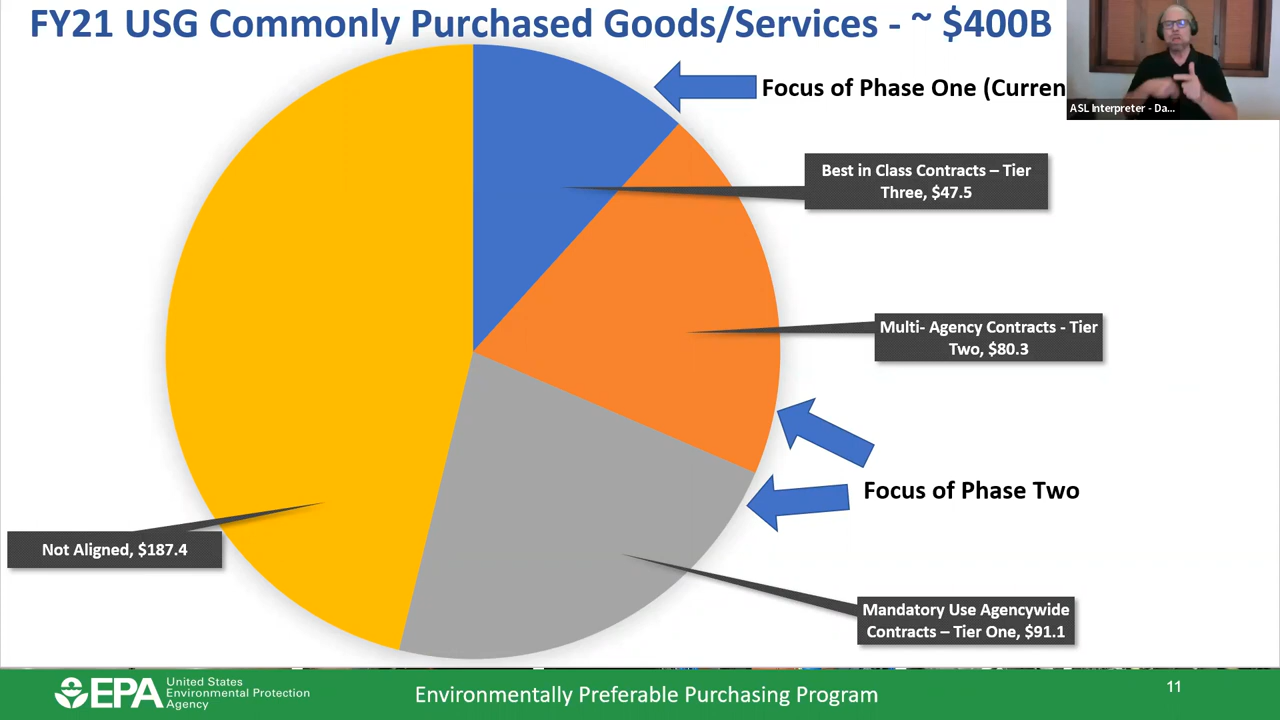 FY21 USG Commonly Purchased Goods/Services - ~ $400B
Focus of Phase One (Curren
ASL Interpreter - Da...
Best in Class Contracts – Tier
Three, $47.5
Multi- Agency Contracts - Tier
Two, $80.3
Focus of Phase Two
Not Aligned, $187.4
Mandatory Use Agencywide
Contracts – Tier One, $91.1
EPA
United States
Environmental Protection
Agency
Environmentally Preferable Purchasing Program
11